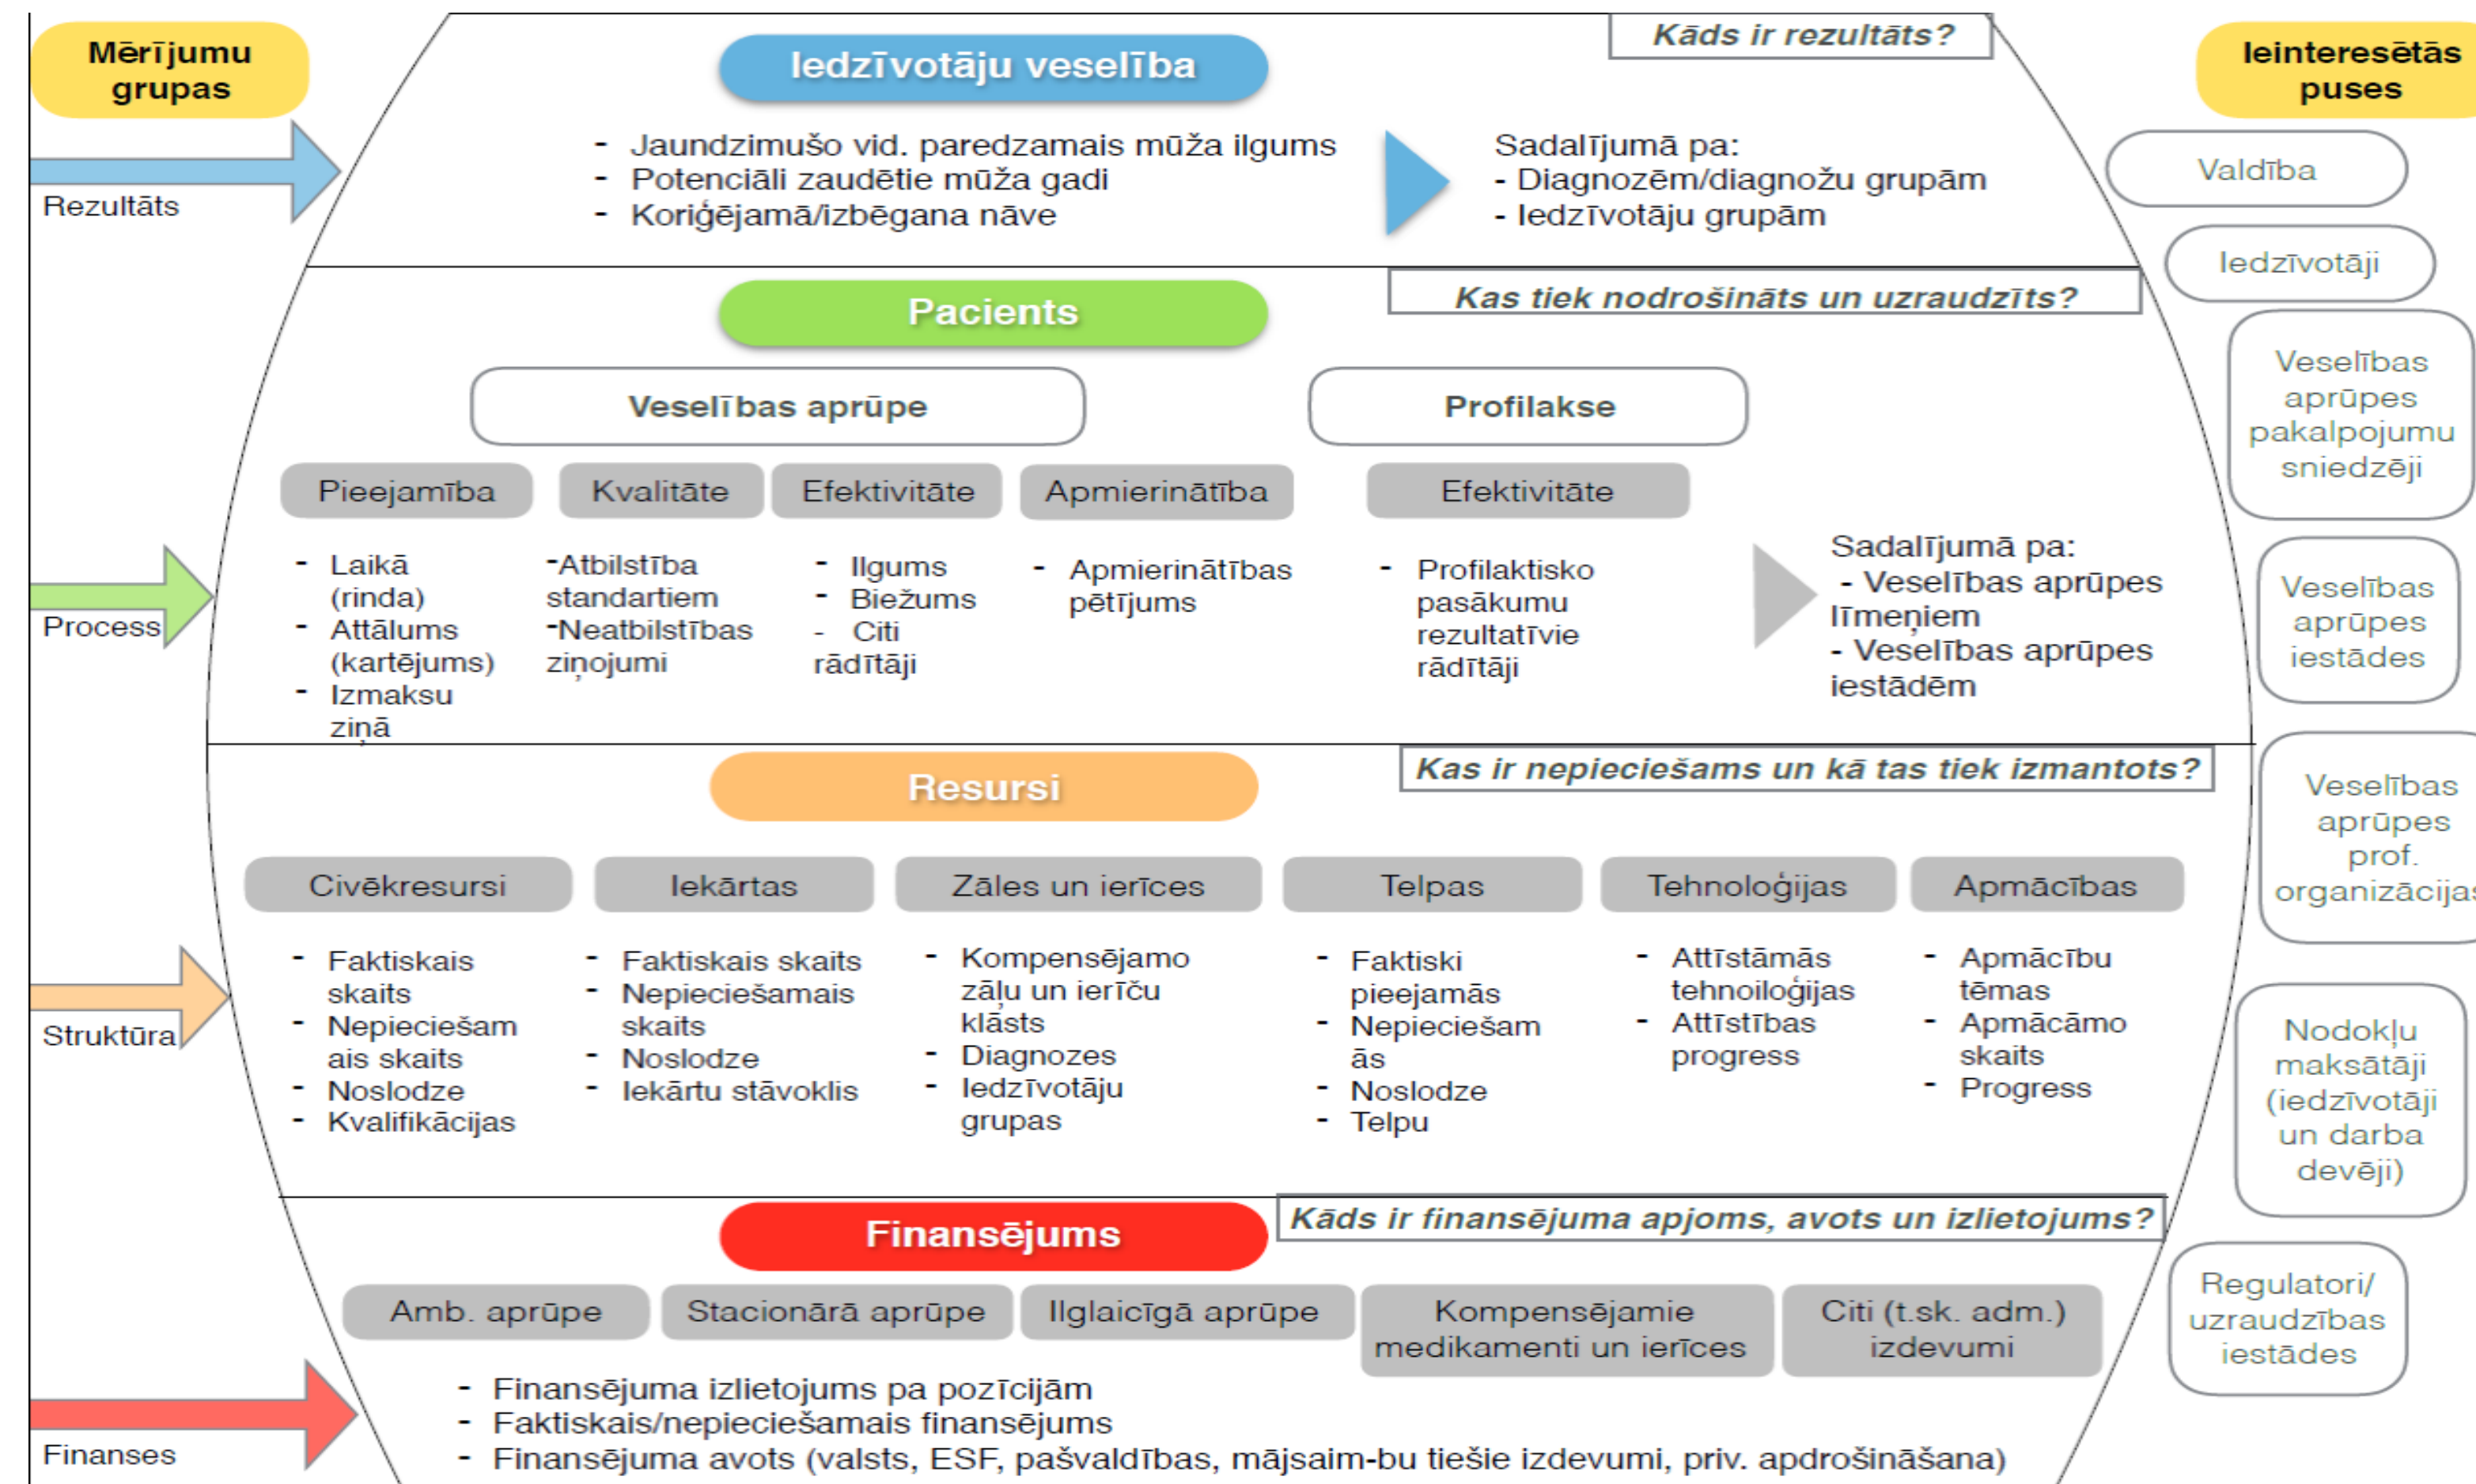 Mērījumu
grupas
Iedzīvotāju veselība
Kāds ir rezultāts?
Ieinteresētās
puses
Rezultāts
- Jaundzimušo vid. paredzamais mūža ilgums
- Potenciāli zaudētie mūža gadi
- Koriģējamā/izbēgana nāve
Sadalījumā pa:
- Diagnozēm/diagnožu grupām
- Iedzīvotāju grupām
Valdība
Iedzīvotāji
Pacients
Kas tiek nodrošināts un uzraudzīts?
Veselības
aprūpes
pakalpojumu
sniedzēji
Veselības aprūpe
Profilakse
Process
Pieejamība
- Laikā
(rinda)
- Attālums
(kartējums)
- Izmaksu
ziņā
Kvalitāte
-Atbilstība
standartiem
-Neatbilstības
ziņojumi
Efektivitāte
- Ilgums
- Biežums
- Citi
rādītāji
Apmierinātība
- Apmierinātības
pētījums
Efektivitāte
- Profilaktisko
pasākumu
rezultatīvie
rādītāji
Sadalījumā pa:
- Veselības aprūpes
līmeņiem
- Veselības aprūpes
iestādēm
Veselības
aprūpes
iestādes
Resursi
Kas ir nepieciešams un kā tas tiek izmantots?
Veselības
aprūpes
prof.
organizācijas
Struktūra
Civēkresursi
- Faktiskais
skaits
- Nepieciešam
ais skaits
- Noslodze
- Kvalifikācijas
Iekārtas
- Faktiskais skaits
- Nepieciešamais
skaits
- Noslodze
- Iekārtu stāvoklis
Zāles un ierīces
- Kompensējamo
zāļu un ierīču
klāsts
- Diagnozes
- Iedzīvotāju
grupas
Telpas
- Faktiski
pieejamās
- Nepieciešam
ās
- Noslodze
- Telpu
Tehnoloģijas
- Attīstāmās
tehnoiloģijas
- Attīstības
progress
Apmācības
- Apmācību
tēmas
- Apmācāmo
skaits
- Progress
Nodokļu
maksātāji
(iedzīvotāji
un darba
devēji)
Finansējums
Kāds ir finansējuma apjoms, avots un izlietojums?
Amb. aprūpe
Stacionārā aprūpe
Ilglaicīgā aprūpe
Kompensējamie
medikamenti un ierīces
Citi (t.sk. adm.)
izdevumi
Regulatori/
uzraudzības
iestādes
Finanses
- Finansējuma izlietojums pa pozīcijām
- Faktiskais/nepieciešamais finansējums
- Finansējuma avots (valsts, ESF, pašvaldības, mājsaim-bu tiešie izdevumi, priv. apdrošināšana)